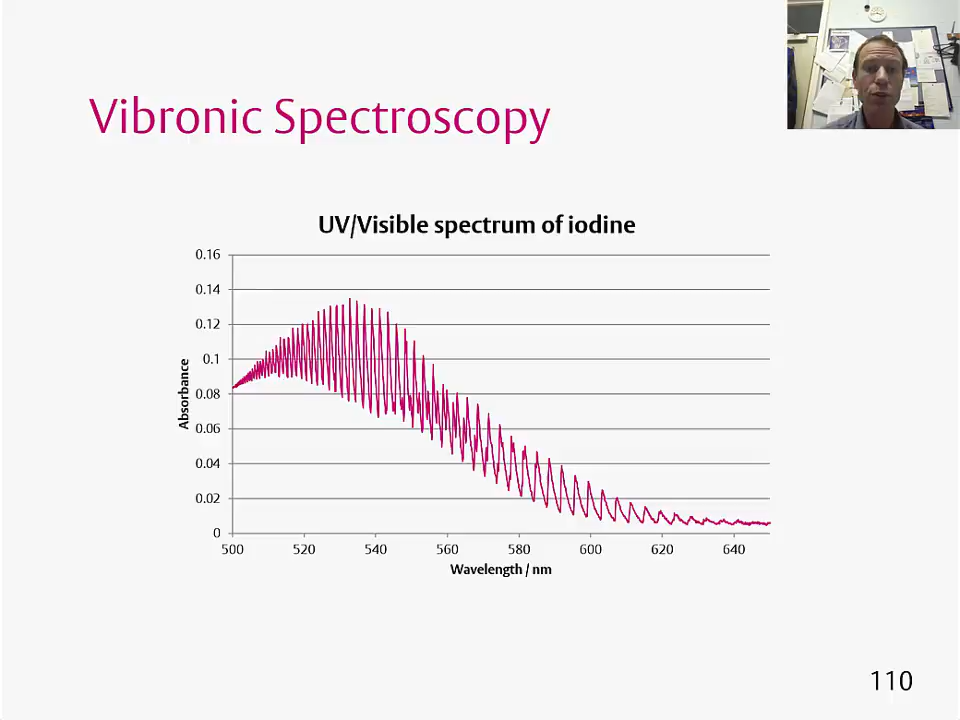 Vibronic Spectroscopy
UV/Visible spectrum of iodine
0.16
0.14
0.12
0.1
0.08
0.06
0.04
0.02
0
Absorbance
500 520 540 560 580 600 620 640
Wavelength / nm
110